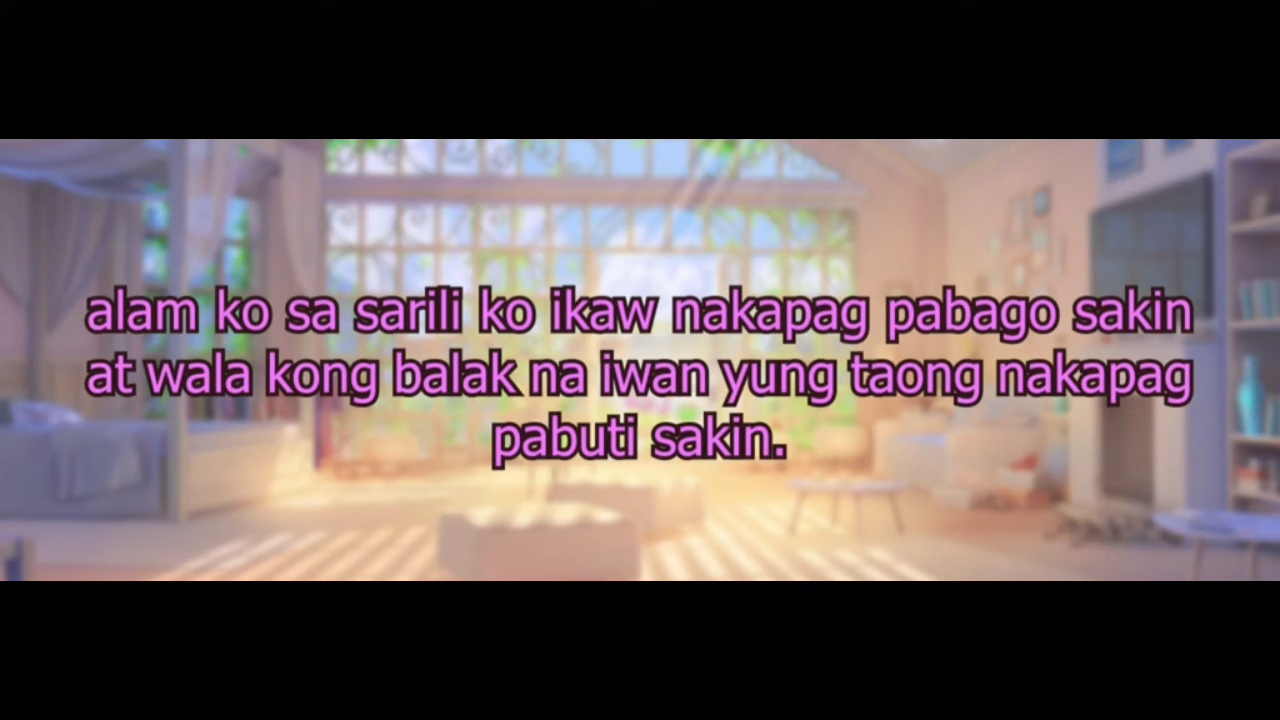 alam ko sa sarili ko ikaw nakapag pabago sakin
at wala kong balak na iwan yung taong nakapag
pabuti sakin.